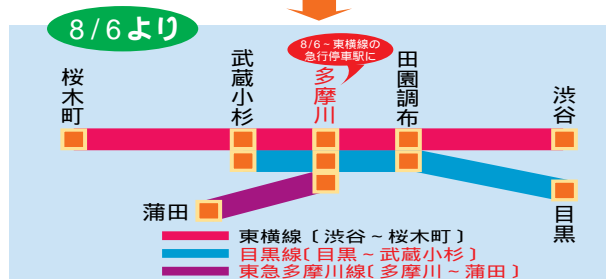 8/6より
8/6~東横線の
急行停車駅に
桜木町
武蔵小杉
多摩川
田園調布
渋谷
蒲田
目黒
東横線〔渋谷~桜木町〕
目黒線〔目黒~武蔵小杉〕
東急多摩川線〔多摩川~蒲田〕